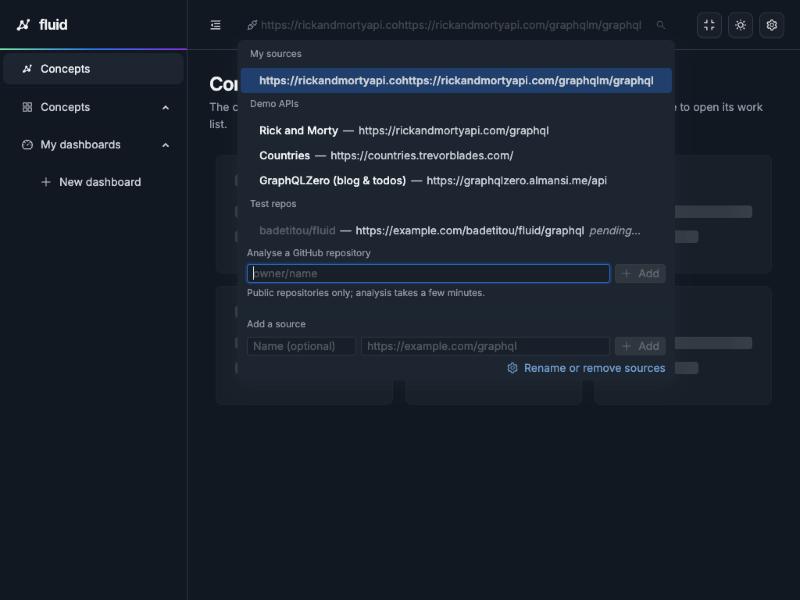 fluid
https://rickandmortyapi.cohttps://rickandmortyapi.com/graphqlm/graphql
My sources
Concepts
https://rickandmortyapi.cohttps://rickandmortyapi.com/graphqlm/graphql
Demo APIs
Concepts
to open its work
list.
Rick and Morty — https://rickandmortyapi.com/graphql
My dashboards
Countries — https://countries.trevorblades.com/
New dashboard
GraphQLZero (blog & todos) — https://graphqlzero.almansi.me/api
Test repos
badetitou/fluid — https://example.com/badetitou/fluid/graphql pending...
Analyse a GitHub repository
owner/name
+ Add
Public repositories only; analysis takes a few minutes.
Add a source
Name (optional)
https://example.com/graphql
+ Add
Rename or remove sources